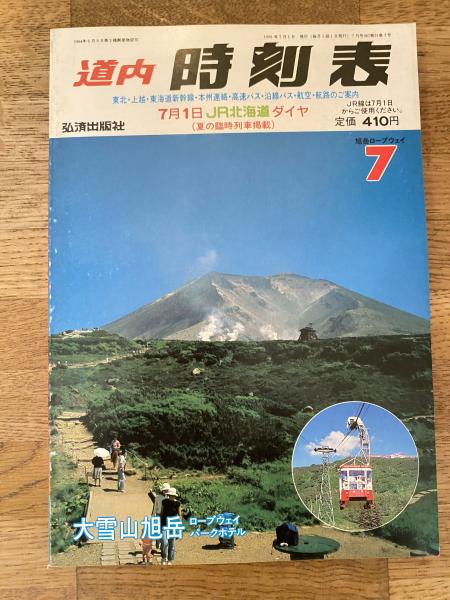 道内 時刻表
東北・上越・東海道新幹線・本州連絡・高速バス・沿線バス・航空・航路のご案内
7月1日 JR北海道 ダイヤ
(夏の臨時列車掲載)
JR線は7月1日
からご使用ください。
弘済出版社
定価 410円
旭岳ロープウェイ
7
大雪山旭岳 ロープウェイ
パークホテル